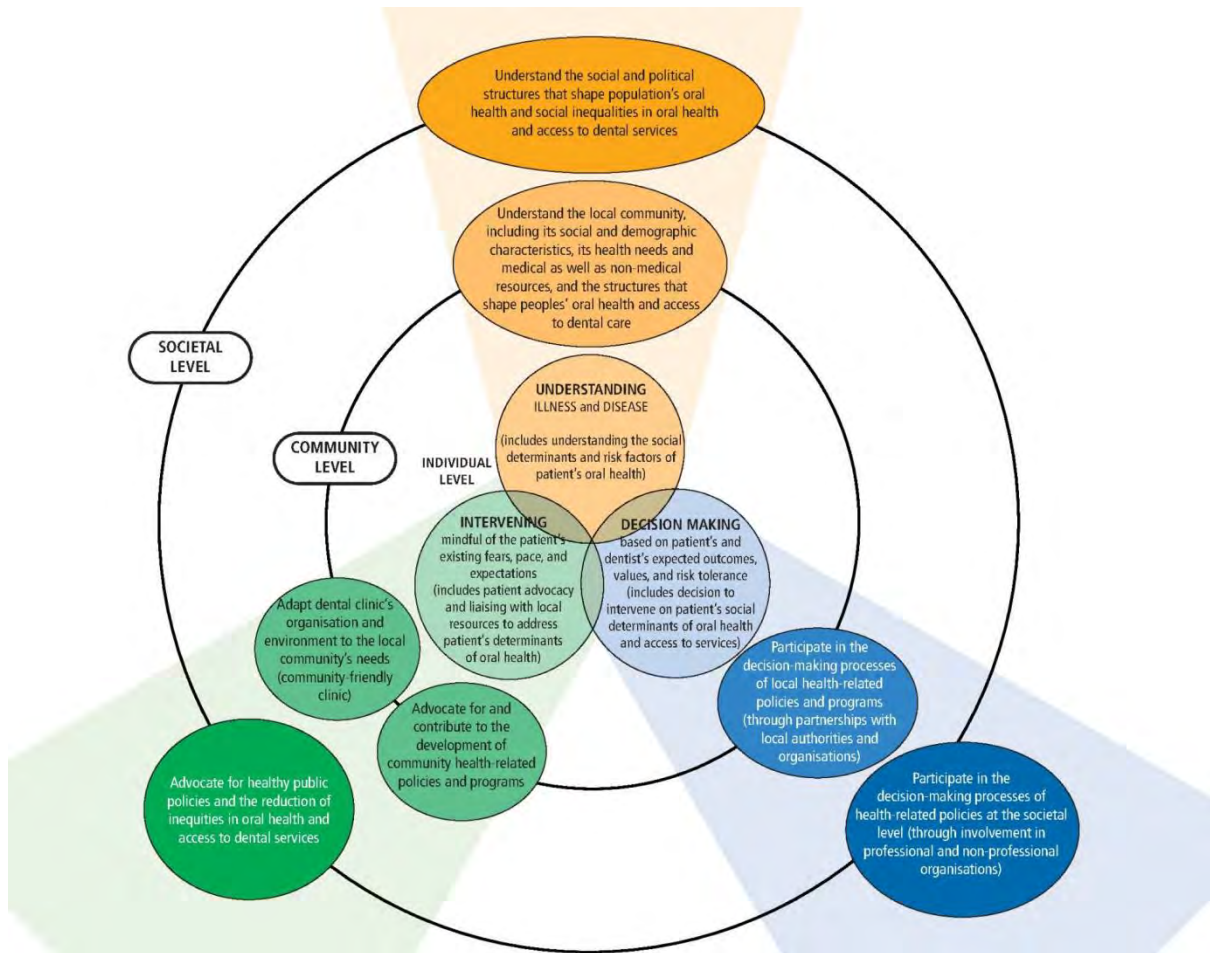 Understand the social and political
structures that shape population's oral
health and social inequalities in oral health
and access to dental services
Understand the local community,
including its social and demographic
characteristics, its health needs and
medical as well as non-medical
resources, and the structures that
shape peoples' oral health and access
to dental care
SOCIETAL
LEVEL
UNDERSTANDING
ILLNESS and DISEASE
(includes understanding the social
determinants and risk factors of
patient's oral health)
COMMUNITY
LEVEL
INDIVIDUAL
LEVEL
INTERVENING
mindful of the patient's
existing fears, pace, and
expectations
(includes patient advocacy
and liaising with local
resources to address
patient's determinants
of oral health)
DECISION MAKING
based on patient's and
dentist's expected outcomes,
values, and risk tolerance
(includes decision to
intervene on patient's social
determinants of oral health
and access to services)
Adapt dental clinic's
organisation and
environment to the local
community's needs
(community-friendly
clinic)
Advocate for and
contribute to the
development of
community health-related
policies and programs
Participate in the
decision-making processes
of local health-related
policies and programs
(through partnerships with
local authorities and
organisations)
Advocate for healthy public
policies and the reduction of
inequities in oral health and
access to dental services
Participate in the
decision-making processes of
health-related policies at the societal
level (through involvement in
professional and non-professional
organisations)